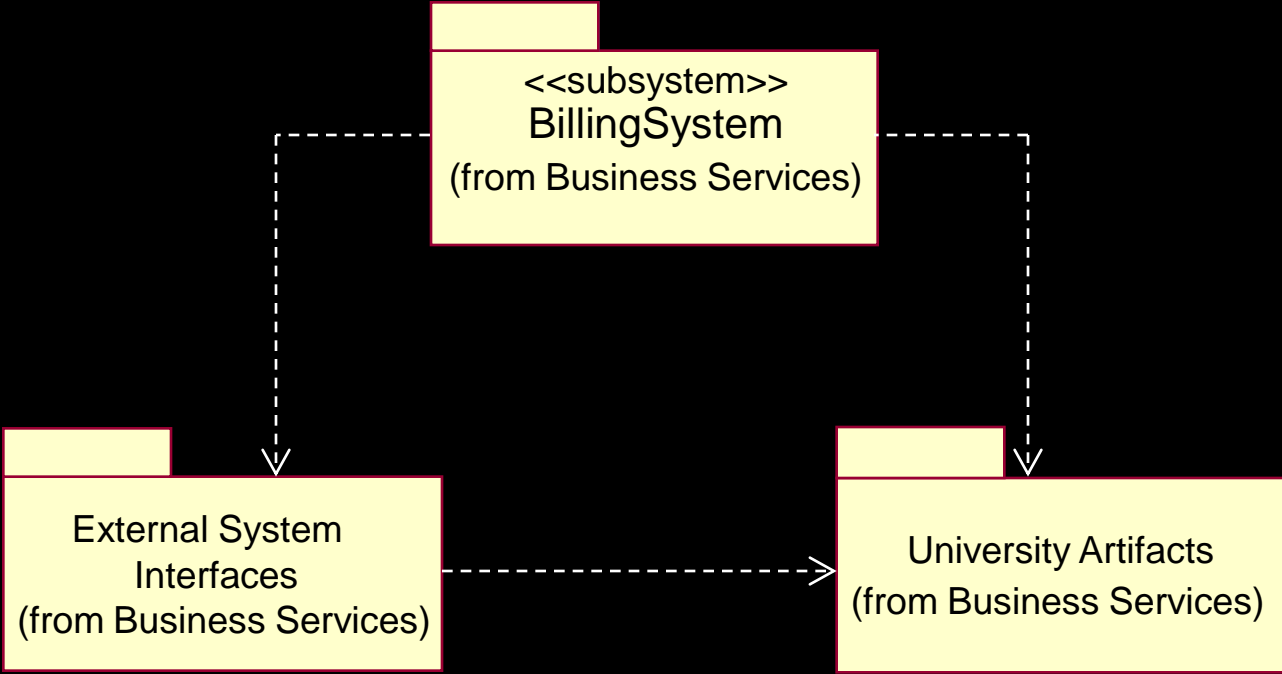 <<subsystem>>
BillingSystem
(from Business Services)
External System
Interfaces
(from Business Services)
University Artifacts
(from Business Services)